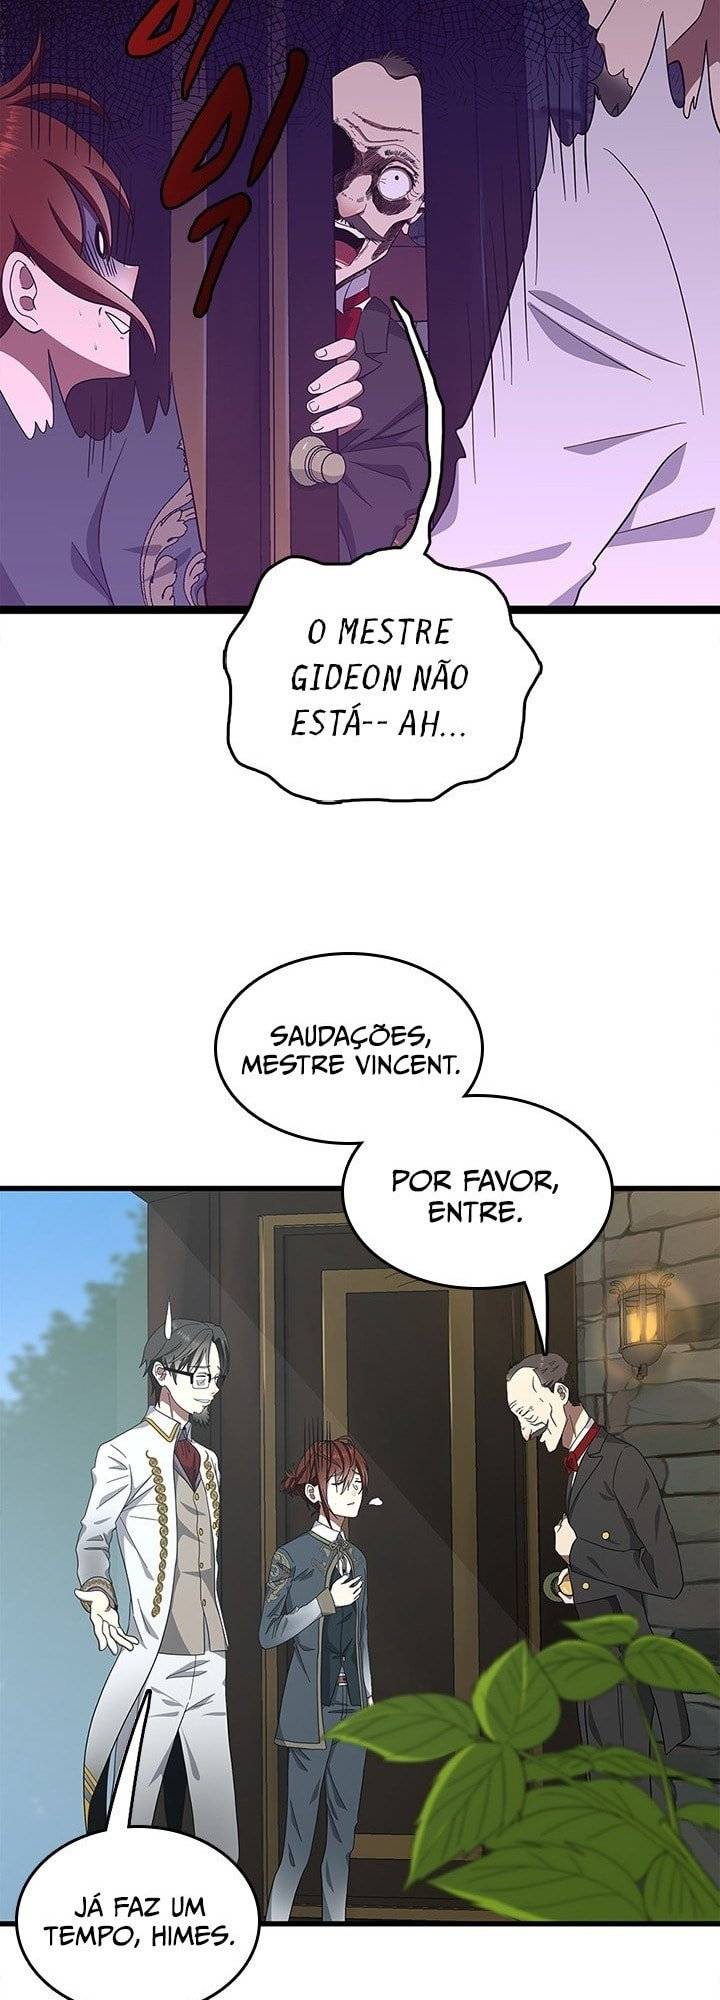 O MESTRE
GIDEON NÃO
ESTÁ-- AH...
SAUDAÇÕES,
MESTRE VINCENT.
POR FAVOR,
ENTRE.
JÁ FAZ UM
TEMPO, HIMES.